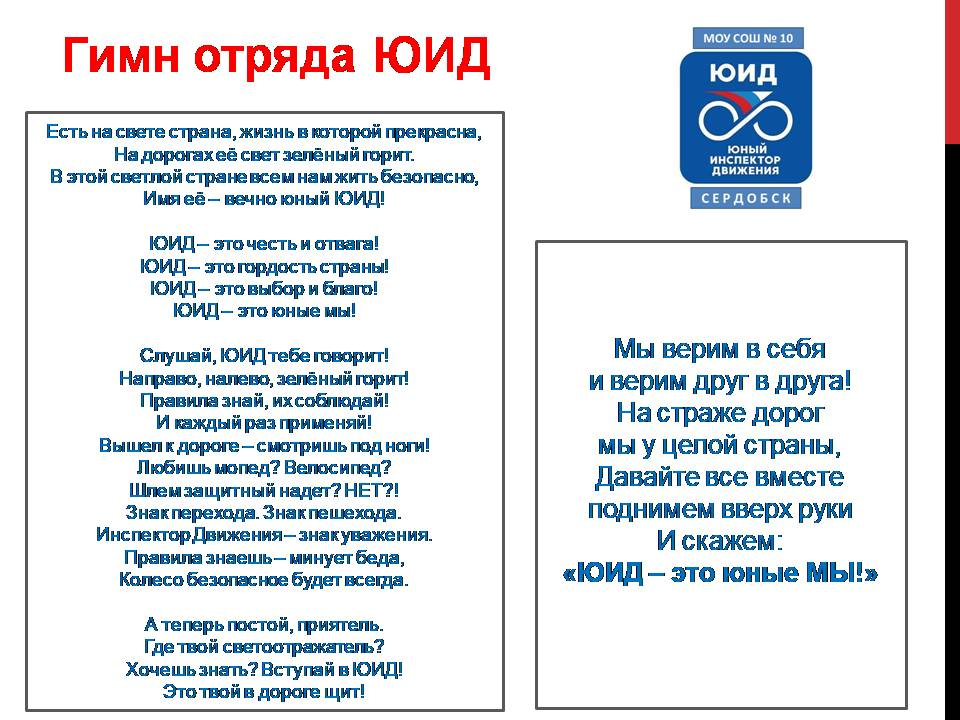 Гимн отряда ЮИД
МОУ СОШ № 10
ЮИД
ЮНЫЙ
ИНСПЕКТОР
ДВИЖЕНИЯ
СЕРДОБСК
Есть на свете страна, жизнь в которой прекрасна,
На дорогах её свет зелёный горит.
В этой светлой стране всем нам жить безопасно,
Имя её – вечно юный ЮИД!
ЮИД – это честь и отвага!
ЮИД – это гордость страны!
ЮИД – это выбор и благо!
ЮИД – это юные мы!
Слушай, ЮИД тебе говорит!
Направо, налево, зелёный горит!
Правила знай, их соблюдай!
И каждый раз применяй!
Вышел к дороге – смотришь под ноги!
Любишь мопед? Велосипед?
Шлем защитный надет? НЕТ?!
Знак перехода. Знак пешехода.
Инспектор Движения – знак уважения.
Правила знаешь – минует беда,
Колесо безопасное будет всегда.
А теперь постой, приятель.
Где твой светоотражатель?
Хочешь знать? Вступай в ЮИД!
Это твой в дороге щит!
Мы верим в себя
и верим друг в друга!
На страже дорог
мы у целой страны,
Давайте все вместе
поднимем вверх руки
И скажем:
«ЮИД – это юные МЫ!»